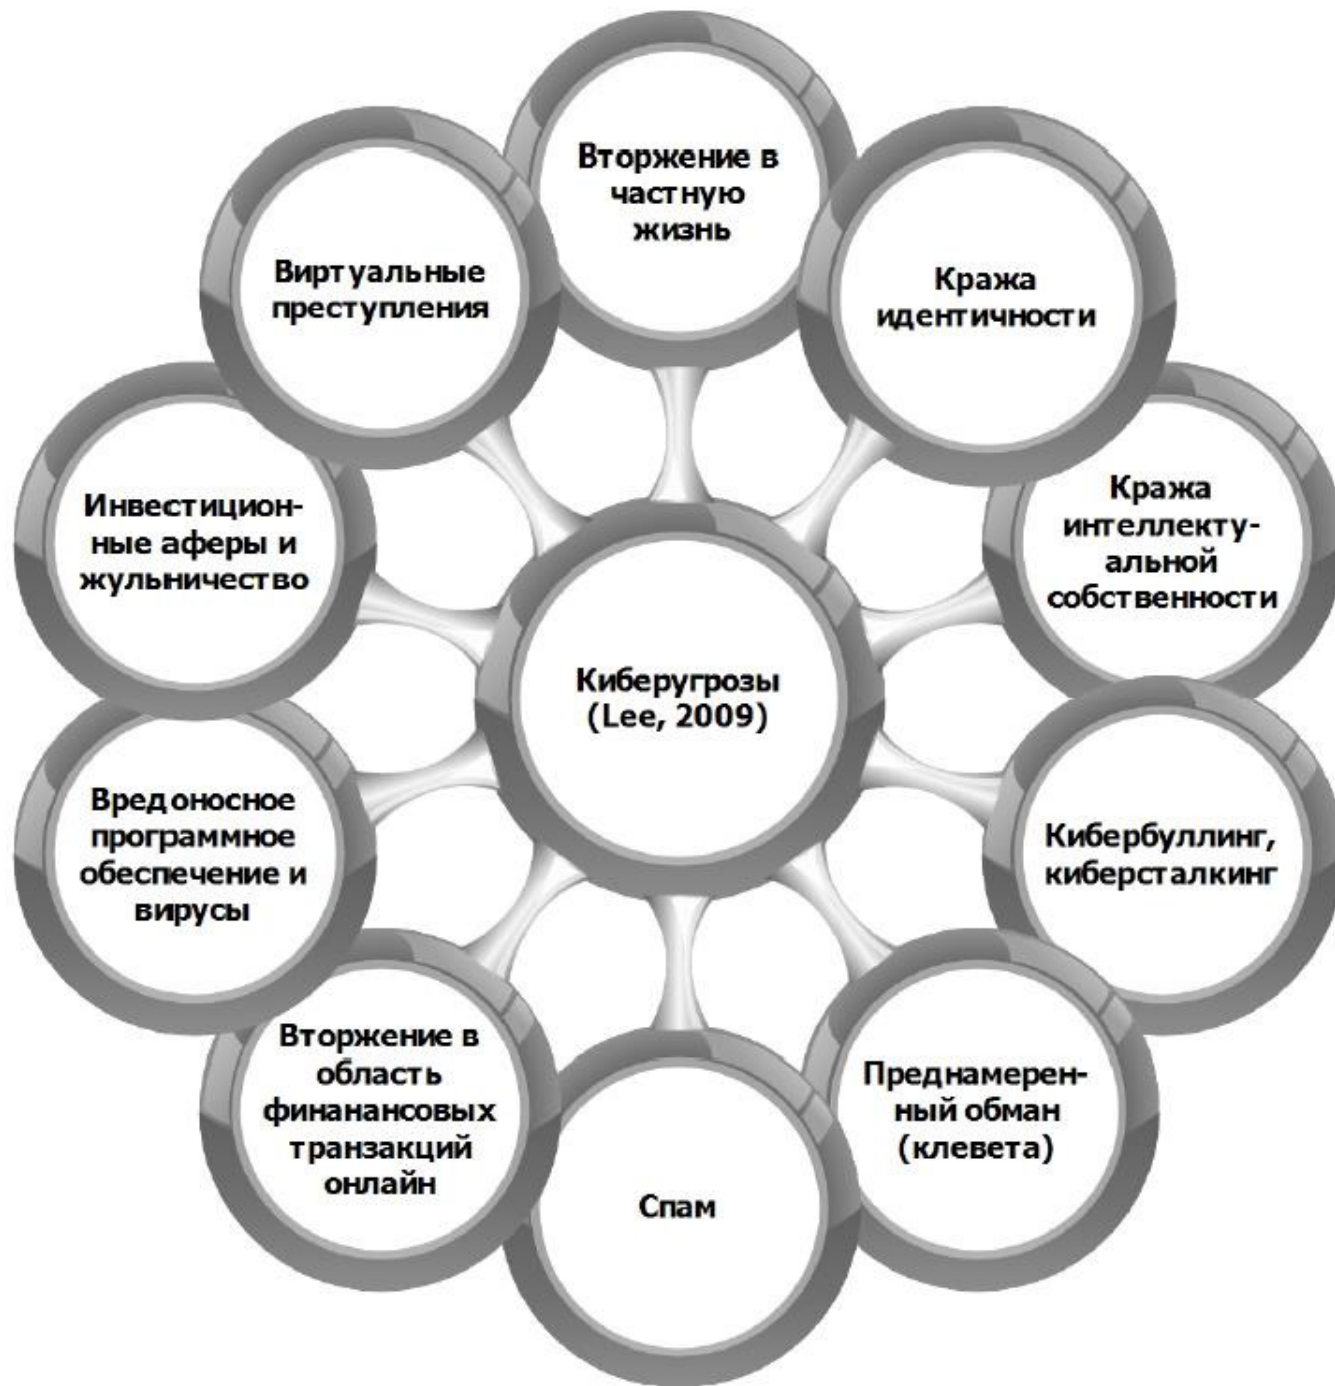 Вторжение в
частную
жизнь
Кража
идентичности
Кража
интеллекту-
альной
собственности
Кибербуллинг,
киберсталкинг
Преднамерен-
ный обман
(клевета)
Спам
Вторжение в
область
финанансовых
транзакций
онлайн
Вредоносное
программное
обеспечение и
вирусы
Инвестицион-
ные аферы и
жульничество
Виртуальные
преступления
Киберугрозы
(Lee, 2009)